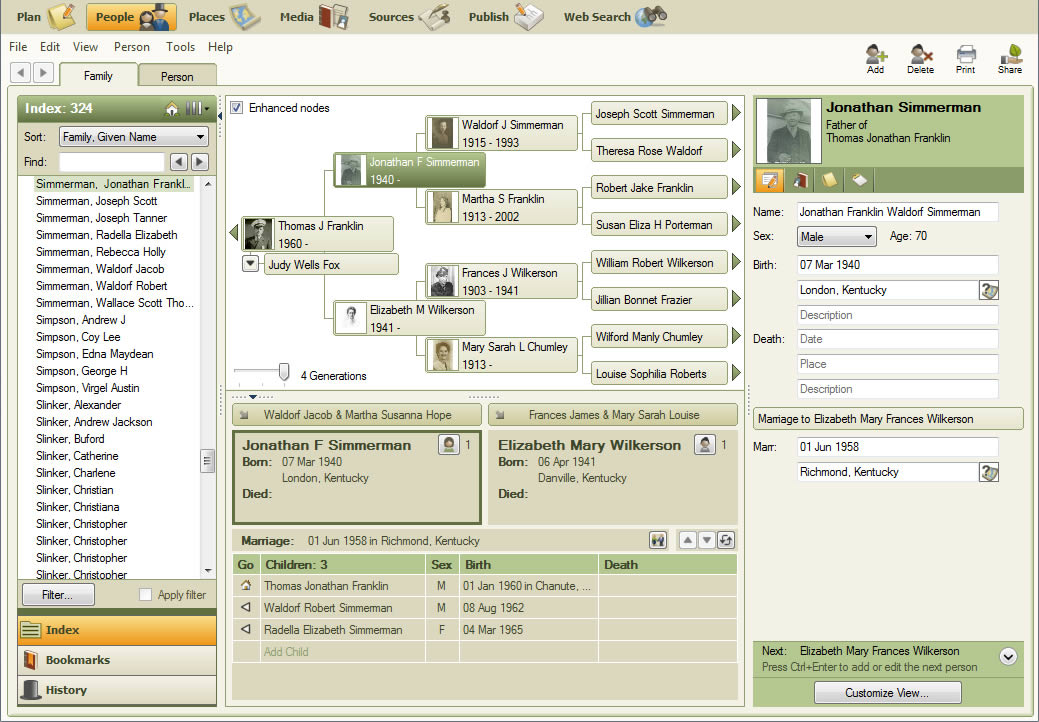 Plan People Places Media Sources Publish Web Search
File Edit View Person Tools Help
Add Delete Print Share
Family Person
Index: 324
Sort: Family, Given Name
Find:
Simmerman, Jonathan Frankl...
Simmerman, Joseph Scott
Simmerman, Joseph Tanner
Simmerman, Radella Elizabeth
Simmerman, Rebecca Holly
Simmerman, Waldorf Jacob
Simmerman, Waldorf Robert
Simmerman, Wallace Scott Tho...
Simpson, Andrew J
Simpson, Coy Lee
Simpson, Edna Maydean
Simpson, George H
Simpson, Virgel Austin
Slinker, Alexander
Slinker, Andrew Jackson
Slinker, Buford
Slinker, Catherine
Slinker, Charlene
Slinker, Christian
Slinker, Christiana
Slinker, Christopher
Slinker, Christopher
Slinker, Christopher
Slinker, Christopher
Filter... Apply filter
Index
Bookmarks
History
Enhanced nodes
Thomas J Franklin
1960 -
Judy Wells Fox
Jonathan F Simmerman
1940 -
Elizabeth M Wilkerson
1941 -
Waldorf J Simmerman
1915 - 1993
Martha S Franklin
1913 - 2002
Frances J Wilkerson
1903 - 1941
Mary Sarah L Chumley
1913 -
Joseph Scott Simmerman
Theresa Rose Waldorf
Robert Jake Franklin
Susan Eliza H Porterman
William Robert Wilkerson
Jillian Bonnet Frazier
Wilford Manly Chumley
Louise Sophilia Roberts
4 Generations
Waldorf Jacob & Martha Susanna Hope
Frances James & Mary Sarah Louise
Jonathan F Simmerman 1
Born: 07 Mar 1940
London, Kentucky
Died:
Elizabeth Mary Wilkerson 1
Born: 06 Apr 1941
Danville, Kentucky
Died:
Marriage: 01 Jun 1958 in Richmond, Kentucky
Go Children: 3 Sex Birth Death
Thomas Jonathan Franklin M 01 Jan 1960 in Chanute, ...
Waldorf Robert Simmerman M 08 Aug 1962
Radella Elizabeth Simmerman F 04 Mar 1965
Add Child
Jonathan Simmerman
Father of
Thomas Jonathan Franklin
Name: Jonathan Franklin Waldorf Simmerman
Sex: Male Age: 70
Birth: 07 Mar 1940
London, Kentucky
Description
Death: Date
Place
Description
Marriage to Elizabeth Mary Frances Wilkerson
Marr: 01 Jun 1958
Richmond, Kentucky
Next: Elizabeth Mary Frances Wilkerson
Press Ctrl+Enter to add or edit the next person
Customize View...